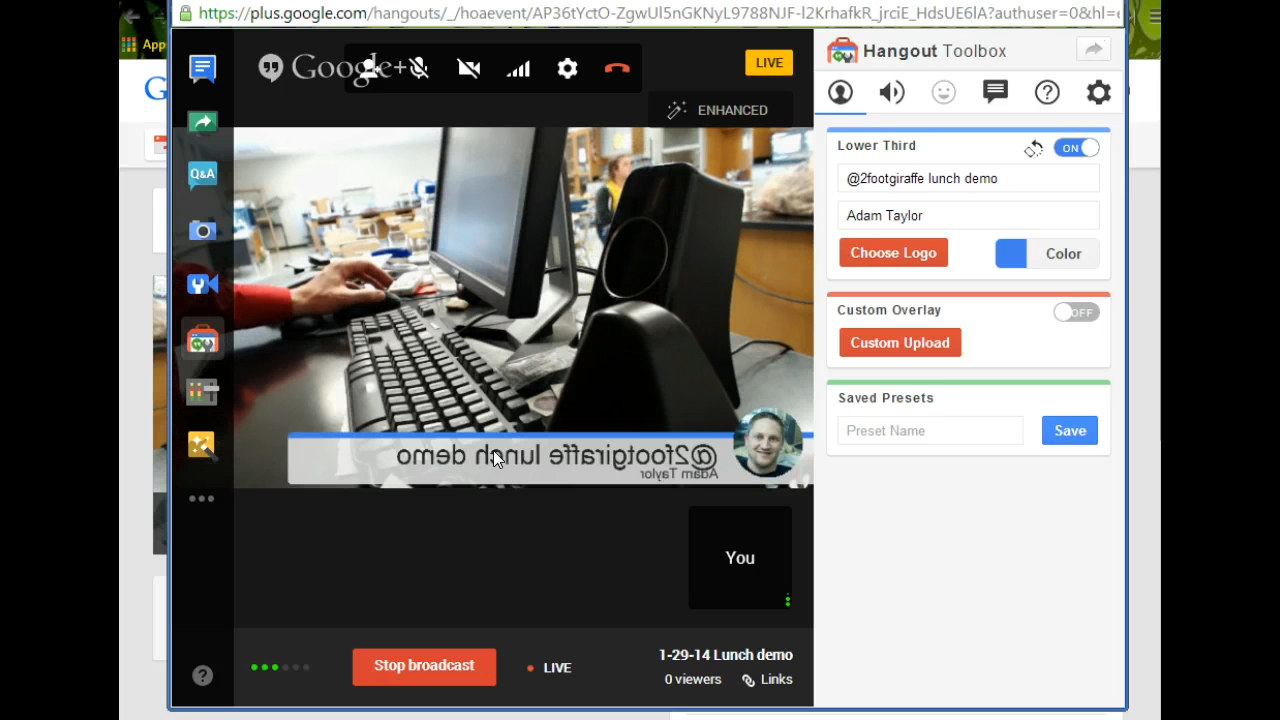 https://plus.google.com/hangouts/_/hoaevent/AP36tYctO-ZgwUl5nGKNyL9788NJF-l2KrhafkR_jrciE_HdsUE6lA?authuser=0&hl=
App
Google+
LIVE
ENHANCED
Q&A
Hangout Toolbox
Lower Third
ON
@2footgiraffe lunch demo
Adam Taylor
Choose Logo
Color
Custom Overlay
OFF
Custom Upload
Saved Presets
Preset Name
Save
@2footgiraffe lunch demo
Adam Taylor
You
Stop broadcast
LIVE
1-29-14 Lunch demo
0 viewers
Links